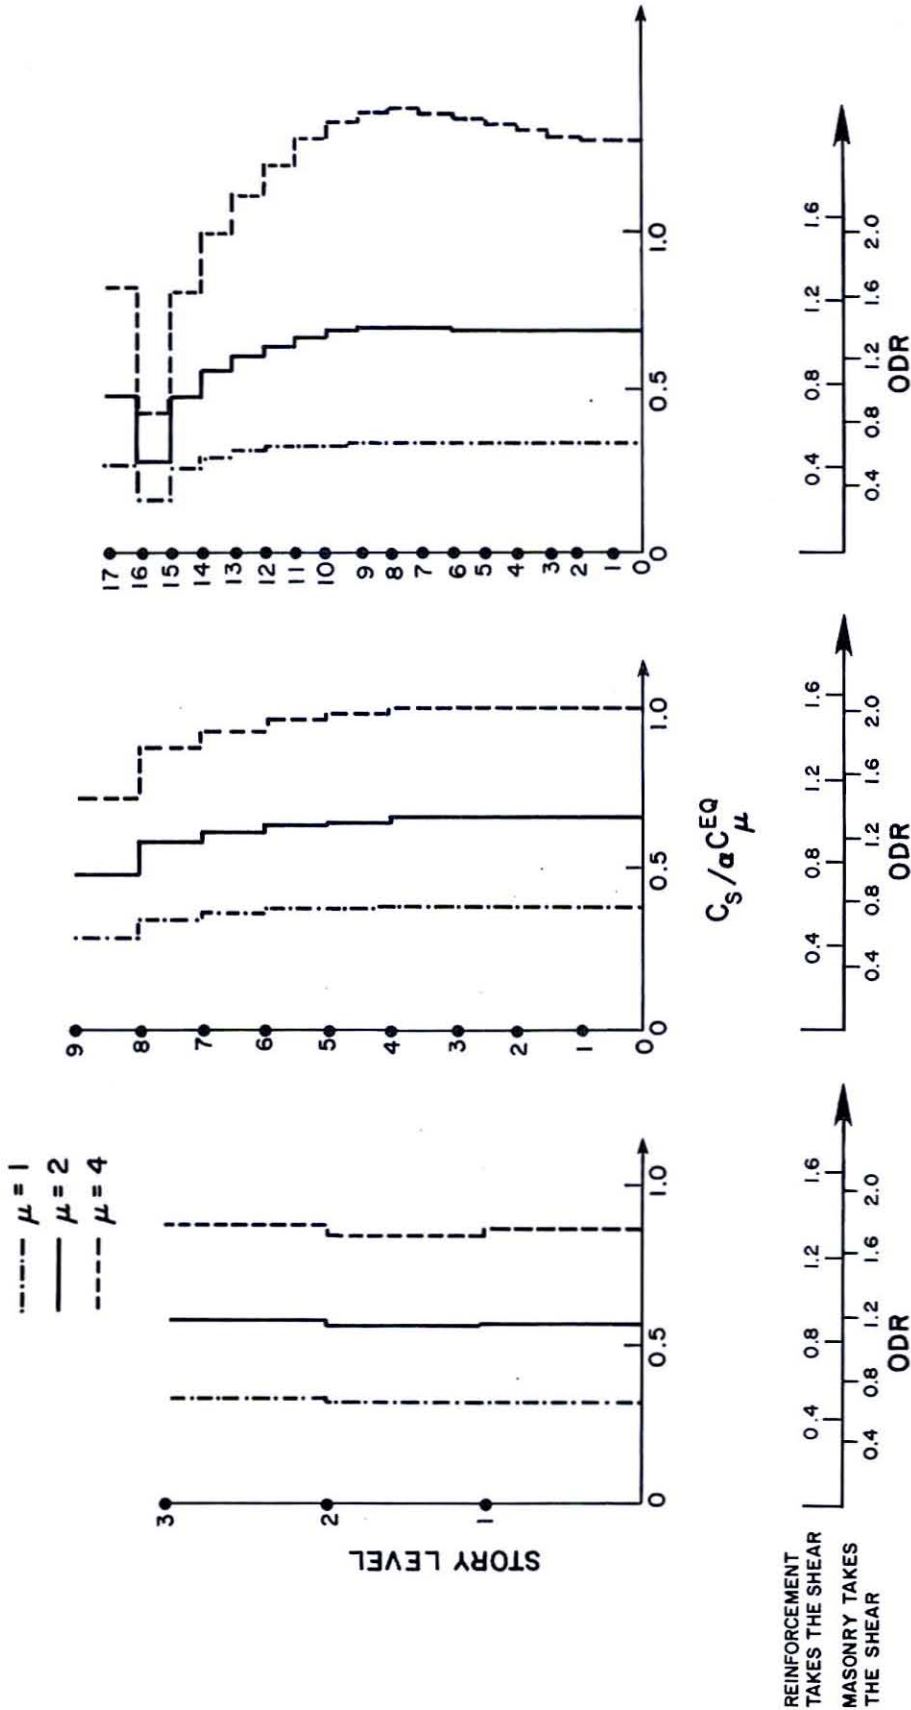 μ = 1
μ = 2
μ = 4
STORY LEVEL
3
2
1
0 0.5 1.0
9
8
7
6
5
4
3
2
1
0
0 0.5 1.0
17
16
15
14
13
12
11
10
9
8
7
6
5
4
3
2
1
0
0 0.5 1.0
C_S/αC_μ^EQ
REINFORCEMENT
TAKES THE SHEAR
0.4 0.8 1.2 1.6
0.4 0.8 1.2 1.6
0.4 0.8 1.2 1.6
MASONRY TAKES
THE SHEAR
0.4 0.8 1.2 1.6 2.0
0.4 0.8 1.2 1.6 2.0
0.4 0.8 1.2 1.6 2.0
ODR
ODR
ODR